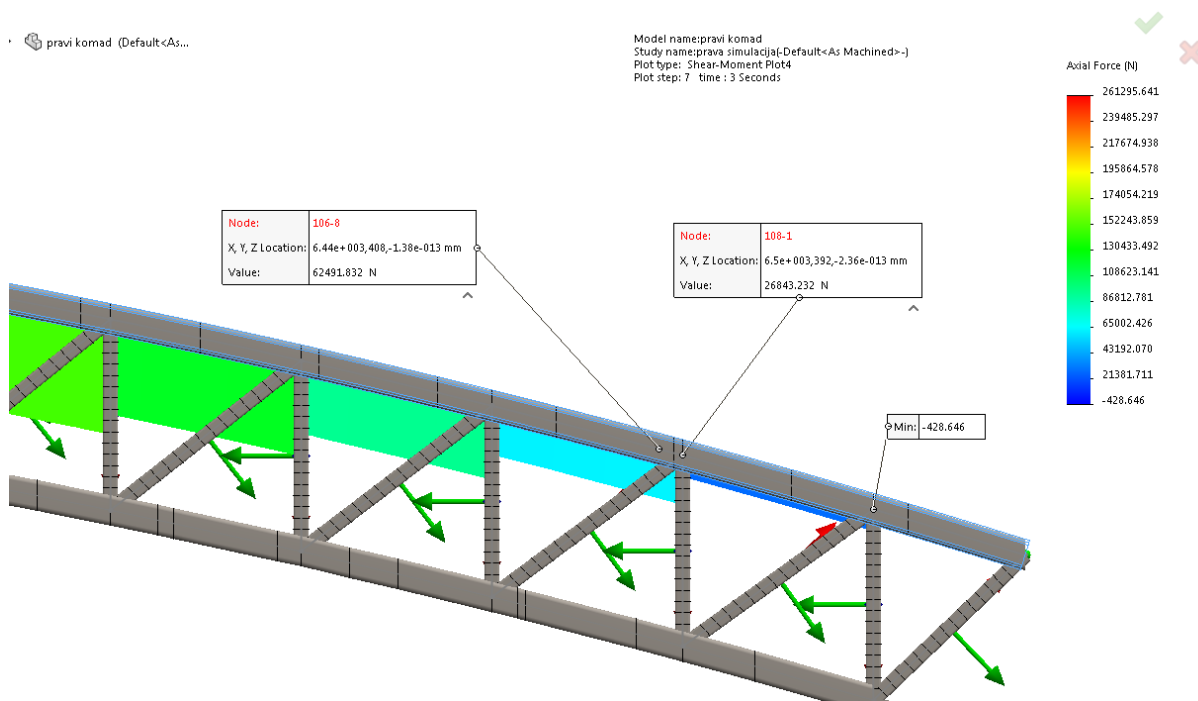 pravi komad (Default<As...
Model name:pravi komad
Study name:prava simulacija(-Default<As Machined>-)
Plot type: Shear-Moment Plot4
Plot step: 7 time : 3 Seconds
Axial Force (N)
261295.641
239485.297
217674.938
195864.578
174054.219
152243.859
130433.492
108623.141
86812.781
65002.426
43192.070
21381.711
-428.646
Node: 106-8
X, Y, Z Location: 6.44e+003,408,-1.38e-013 mm
Value: 62491.832 N
Node: 108-1
X, Y, Z Location: 6.5e+003,392,-2.36e-013 mm
Value: 26843.232 N
Min: -428.646